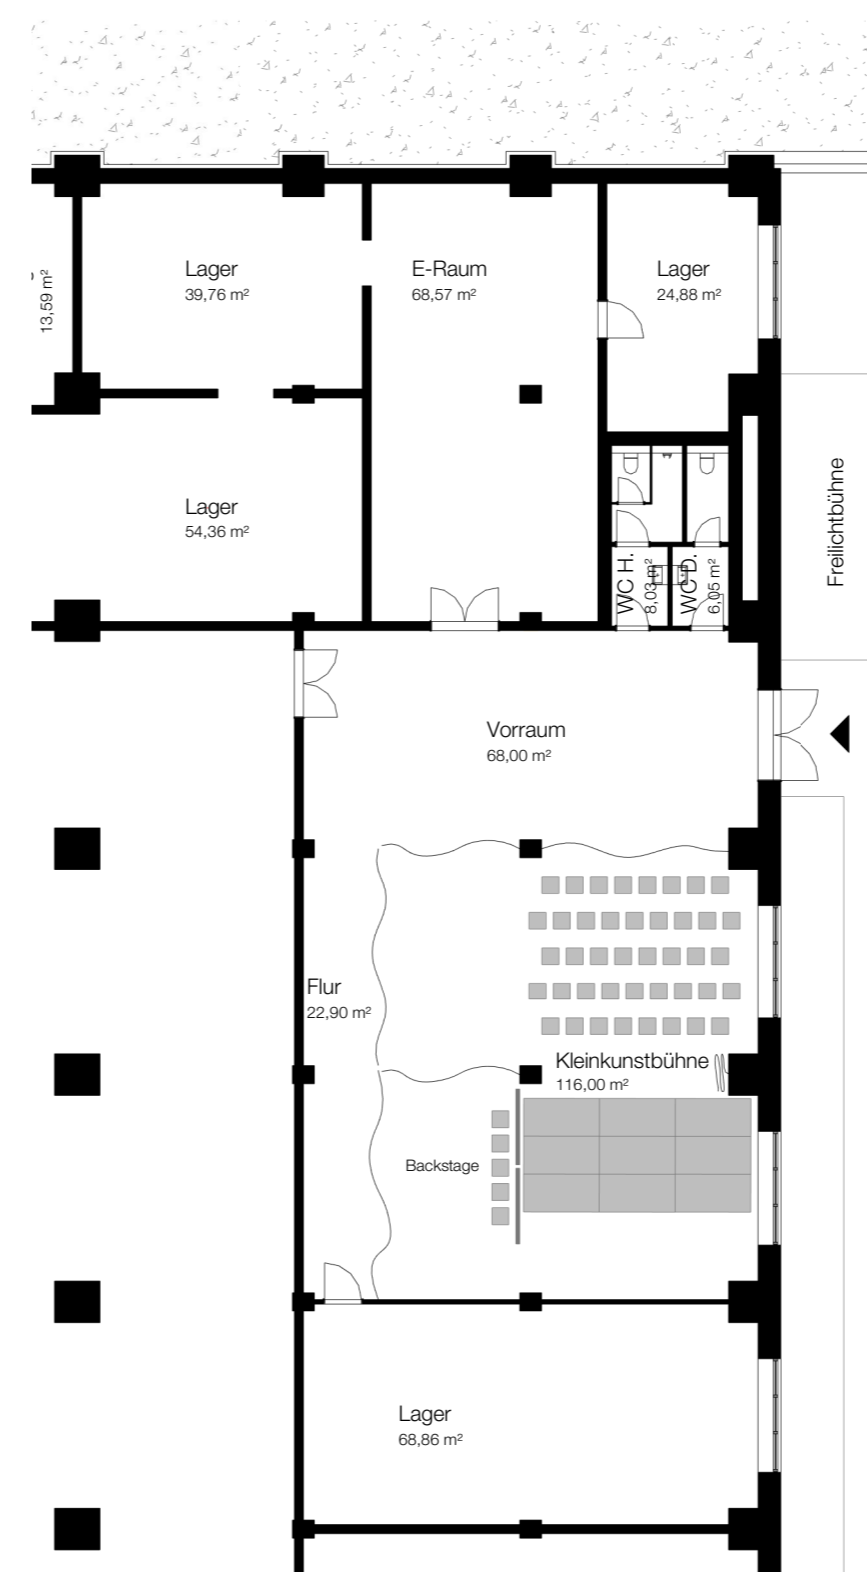 Lager
39,76 m²
E-Raum
68,57 m²
Lager
24,88 m²
13,59 m²
Lager
54,36 m²
Freilichtbühne
WC H.
8,03 m²
WC D.
6,05 m²
Vorraum
68,00 m²
Flur
22,90 m²
Kleinkunstbühne
116,00 m²
Backstage
Lager
68,86 m²